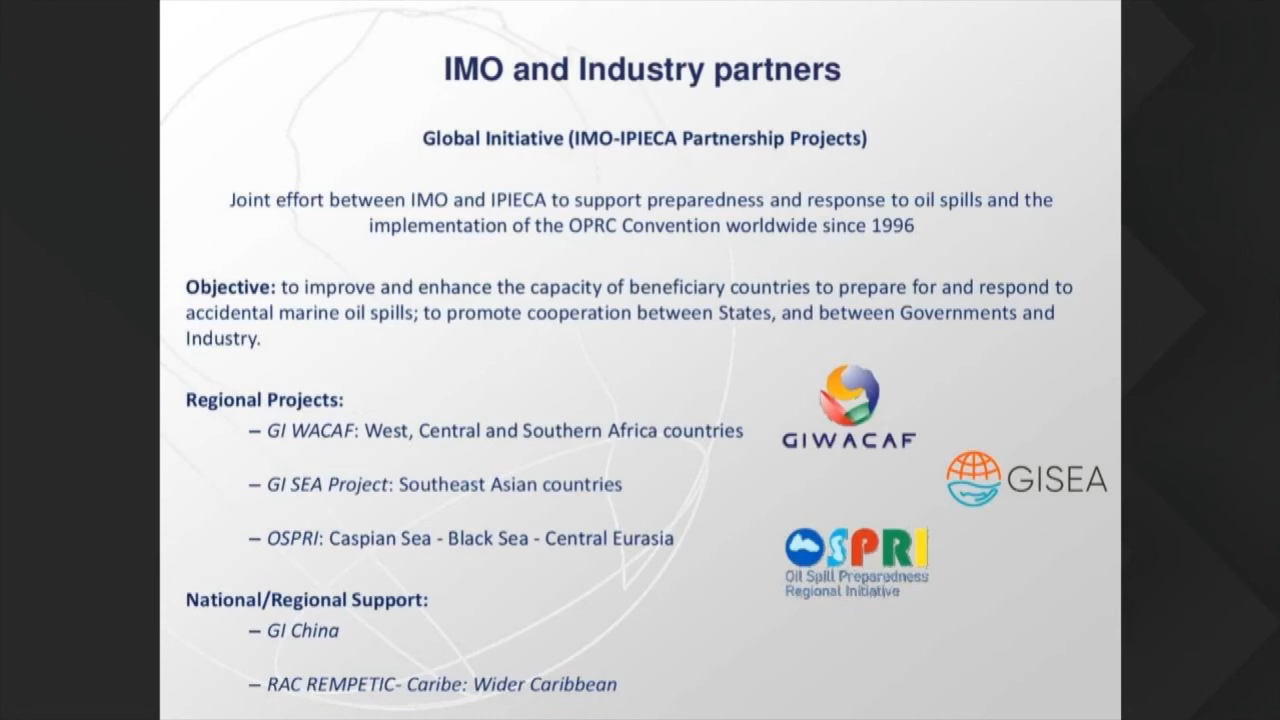 IMO and Industry partners
Global Initiative (IMO-IPIECA Partnership Projects)
Joint effort between IMO and IPIECA to support preparedness and response to oil spills and the
implementation of the OPRC Convention worldwide since 1996
Objective: to improve and enhance the capacity of beneficiary countries to prepare for and respond to
accidental marine oil spills; to promote cooperation between States, and between Governments and
Industry.
Regional Projects:
– GI WACAF: West, Central and Southern Africa countries
GIWACAF
– GI SEA Project: Southeast Asian countries
GISEA
– OSPRI: Caspian Sea - Black Sea - Central Eurasia
OSPRI
Oil Spill Preparedness
Regional Initiative
National/Regional Support:
– GI China
– RAC REMPETIC- Caribe: Wider Caribbean